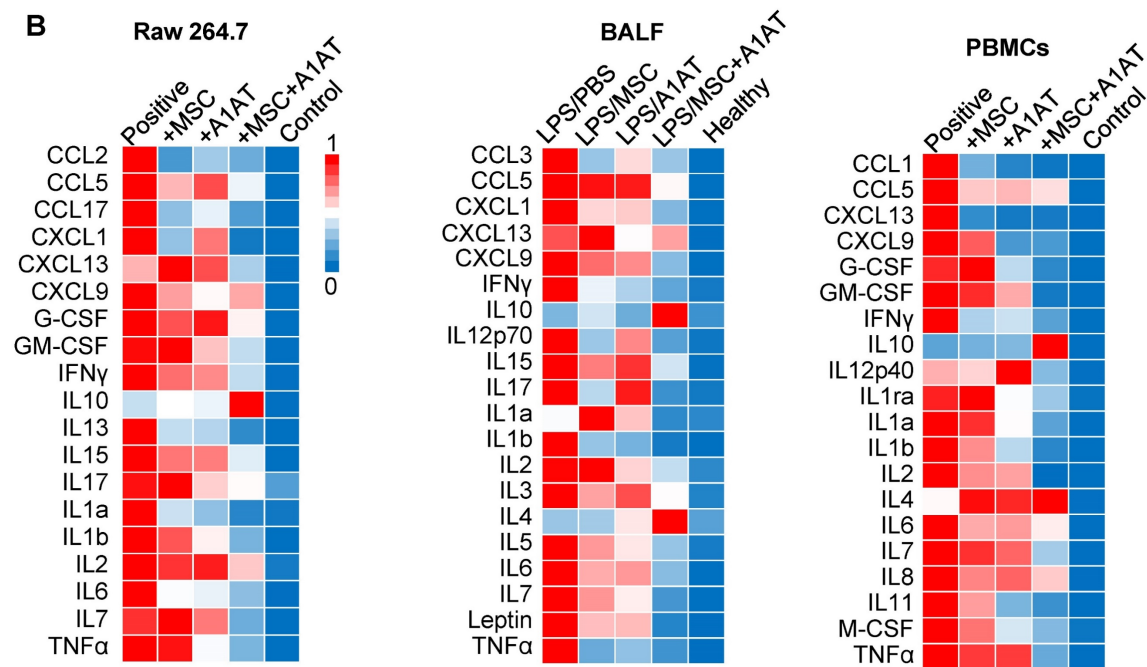 B
Raw 264.7
Positive
+MSC
+A1AT
+MSC+A1AT
Control
CCL2
CCL5
CCL17
CXCL1
CXCL13
CXCL9
G-CSF
GM-CSF
IFNγ
IL10
IL13
IL15
IL17
IL1a
IL1b
IL2
IL6
IL7
TNFα
1
0
BALF
LPS/PBS
LPS/MSC
LPS/A1AT
LPS/MSC+A1AT
Healthy
CCL3
CCL5
CXCL1
CXCL13
CXCL9
IFNγ
IL10
IL12p70
IL15
IL17
IL1a
IL1b
IL2
IL3
IL4
IL5
IL6
IL7
Leptin
TNFα
PBMCs
Positive
+MSC
+A1AT
+MSC+A1AT
Control
CCL1
CCL5
CXCL13
CXCL9
G-CSF
GM-CSF
IFNγ
IL10
IL12p40
IL1ra
IL1a
IL1b
IL2
IL4
IL6
IL7
IL8
IL11
M-CSF
TNFα